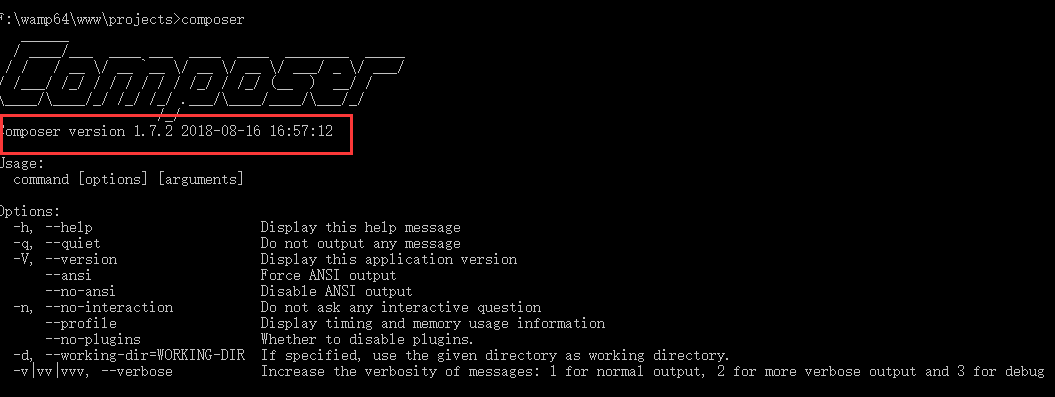 F:\wamp64\www\projects>composer
Composer
Composer version 1.7.2 2018-08-16 16:57:12
Usage:
  command [options] [arguments]
Options:
  -h, --help                     Display this help message
  -q, --quiet                    Do not output any message
  -V, --version                  Display this application version
      --ansi                     Force ANSI output
      --no-ansi                  Disable ANSI output
  -n, --no-interaction           Do not ask any interactive question
      --profile                  Display timing and memory usage information
      --no-plugins               Whether to disable plugins.
  -d, --working-dir=WORKING-DIR  If specified, use the given directory as working directory.
  -v|vv|vvv, --verbose           Increase the verbosity of messages: 1 for normal output, 2 for more verbose output and 3 for debug